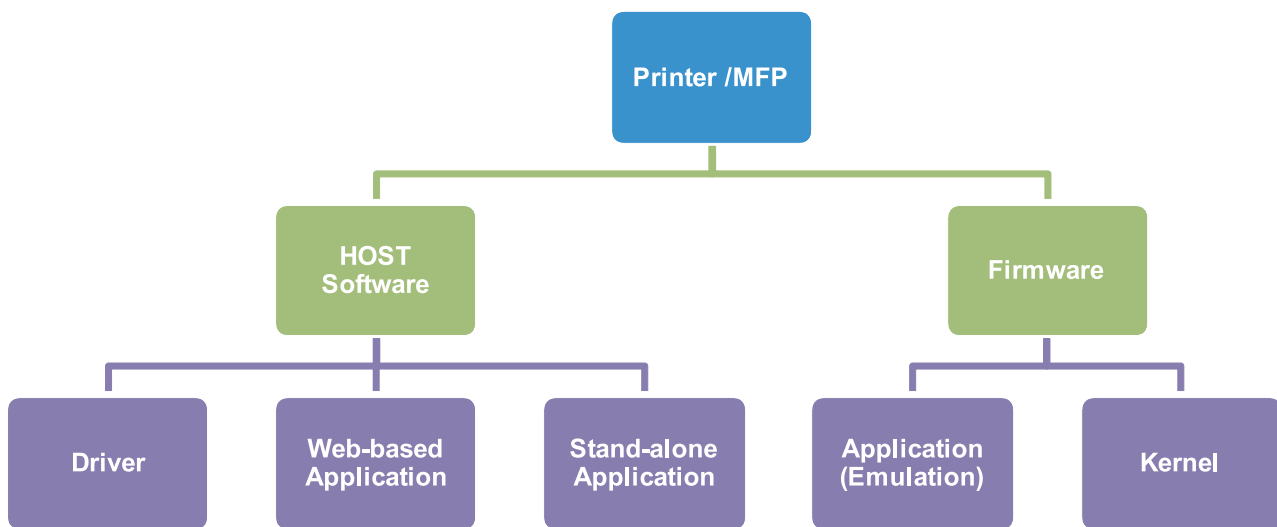 Printer /MFP
HOST
Software
Firmware
Driver
Web-based
Application
Stand-alone
Application
Application
(Emulation)
Kernel